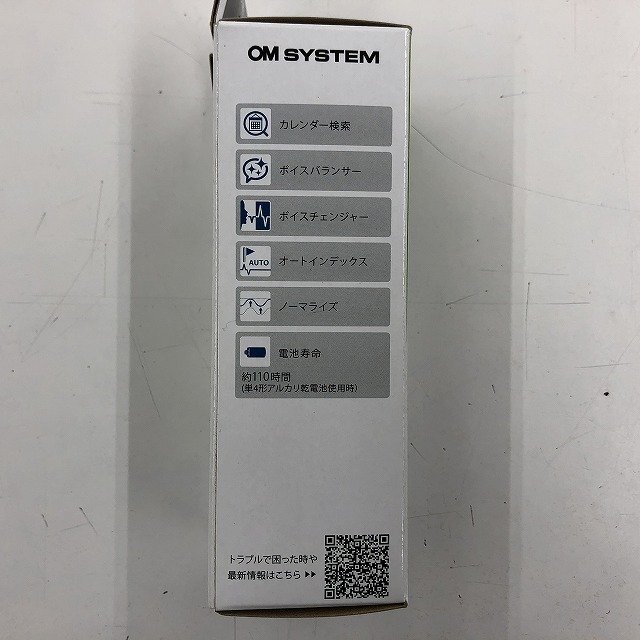 OM SYSTEM
カレンダー検索
ボイスバランサー
ボイスチェンジャー
AUTO
オートインデックス
ノーマライズ
電池寿命
約110時間
(単4形アルカリ乾電池使用時)
トラブルで困った時や
最新情報はこちら ▶▶